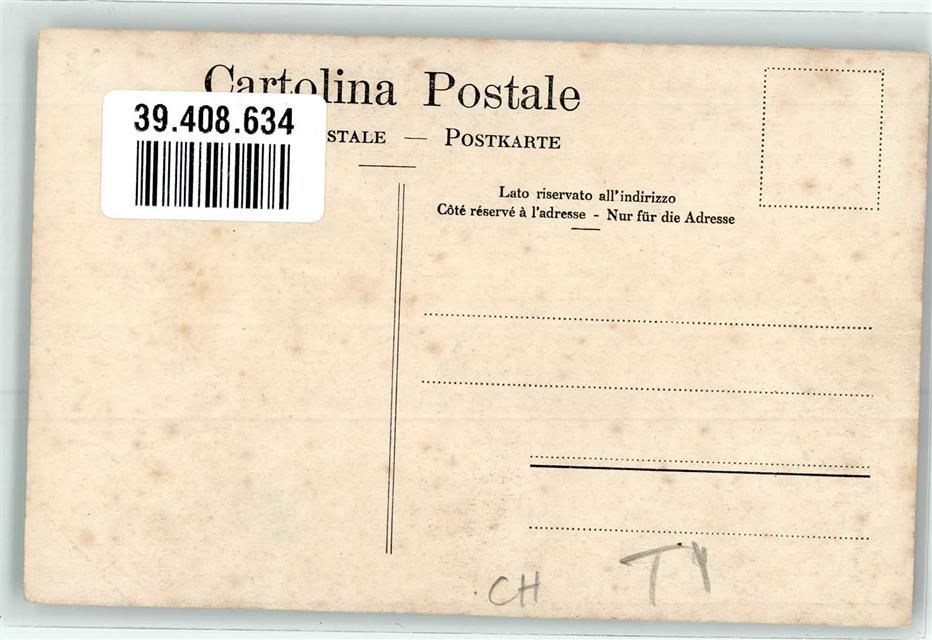 Cartolina Postale
39.408.634
STALE — POSTKARTE
Lato riservato all'indirizzo
Côté réservé à l'adresse - Nur für die Adresse
CH